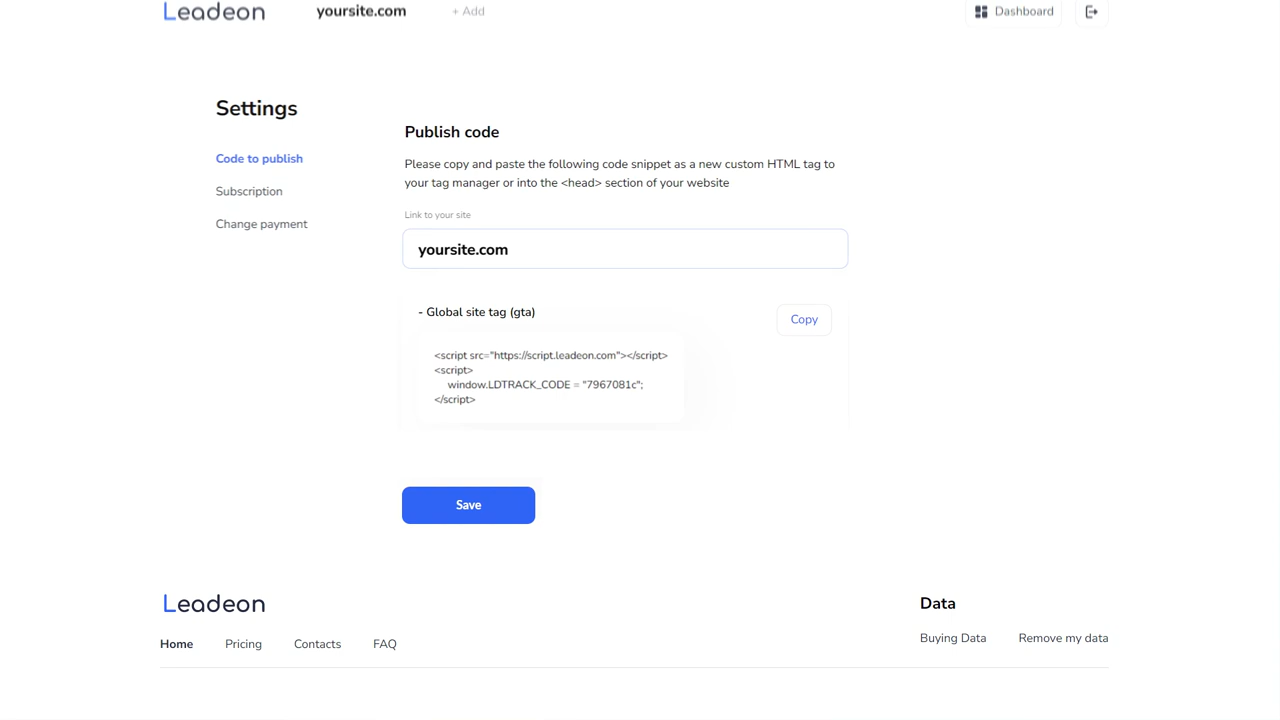 Leadeon yoursite.com + Add Dashboard
Settings
Code to publish
Subscription
Change payment
Publish code
Please copy and paste the following code snippet as a new custom HTML tag to
your tag manager or into the <head> section of your website
Link to your site
yoursite.com
- Global site tag (gta)
Copy
<script src="https://script.leadeon.com"></script>
<script>
window.LDTRACK_CODE = "7967081c";
</script>
Save
Leadeon
Home Pricing Contacts FAQ
Data
Buying Data Remove my data